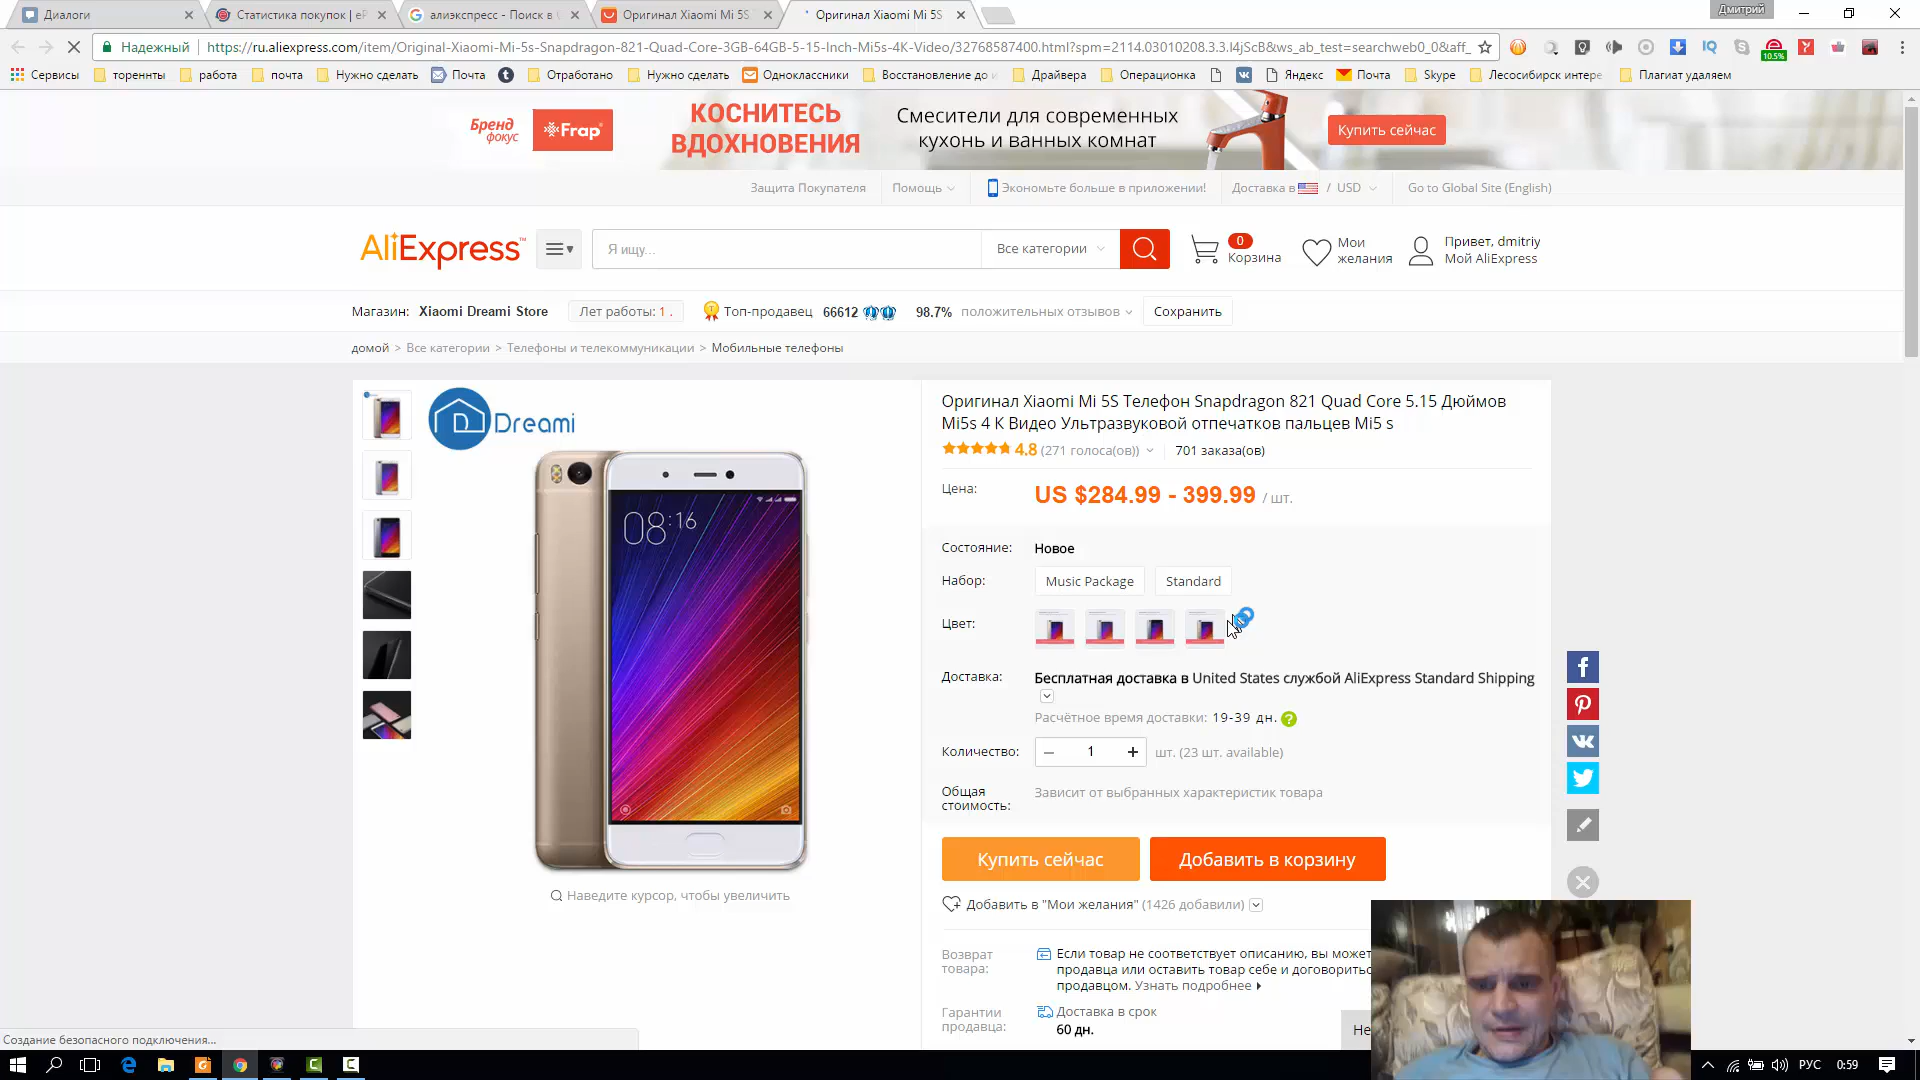 Диалоги
Статистика покупок | eP
алиэкспресс - Поиск в
Оригинал Xiaomi Mi 5S
Оригинал Xiaomi Mi 5S
Дмитрий
Надежный
https://ru.aliexpress.com/item/Original-Xiaomi-Mi-5s-Snapdragon-821-Quad-Core-3GB-64GB-5-15-Inch-Mi5s-4K-Video/32768587400.html?spm=2114.03010208.3.3.I4jScB&ws_ab_test=searchweb0_0&aff_
10.5%
Сервисы
ториенты
работа
почта
Нужно сделать
Почта
Отработано
Нужно сделать
Одноклассники
Восстановление до
Драйвера
Операционка
Яндекс
Почта
Skype
Лесосибирск интере
Плагиат удаляем
Бренд фокус
Frap
КОСНИТЕСЬ
ВДОХНОВЕНИЯ
Смесители для современных
кухонь и ванных комнат
Купить сейчас
Защита Покупателя
Помощь
Экономьте больше в приложении!
Доставка в / USD
Go to Global Site (English)
AliExpress™
Я ищу...
Все категории
0
Корзина
Мои
желания
Привет, dmitriy
Мой AliExpress
Магазин: Xiaomi Dreami Store
Лет работы: 1 .
Топ-продавец 66612
98.7% положительных отзывов
Сохранить
домой > Все категории > Телефоны и телекоммуникации > Мобильные телефоны
Dreami
08:16
Наведите курсор, чтобы увеличить
Оригинал Xiaomi Mi 5S Телефон Snapdragon 821 Quad Core 5.15 Дюймов
Mi5s 4 K Видео Ультразвуковой отпечатков пальцев Mi5 s
4.8 (271 голоса(ов)) 701 заказа(ов)
Цена: US $284.99 - 399.99 / шт.
Состояние: Новое
Набор: Music Package Standard
Цвет:
Доставка: Бесплатная доставка в United States службой AliExpress Standard Shipping
Расчётное время доставки: 19-39 дн. ?
Количество: − 1 + шт. (23 шт. available)
Общая
стоимость: Зависит от выбранных характеристик товара
Купить сейчас
Добавить в корзину
Добавить в "Мои желания" (1426 добавили)
Возврат
товара:
Если товар не соответствует описанию, вы может
продавца или оставить товар себе и договоритьс
продавцом. Узнать подробнее
Гарантии
продавца:
Доставка в срок
60 дн.
Не
Создание безопасного подключения...
РУС
0:59